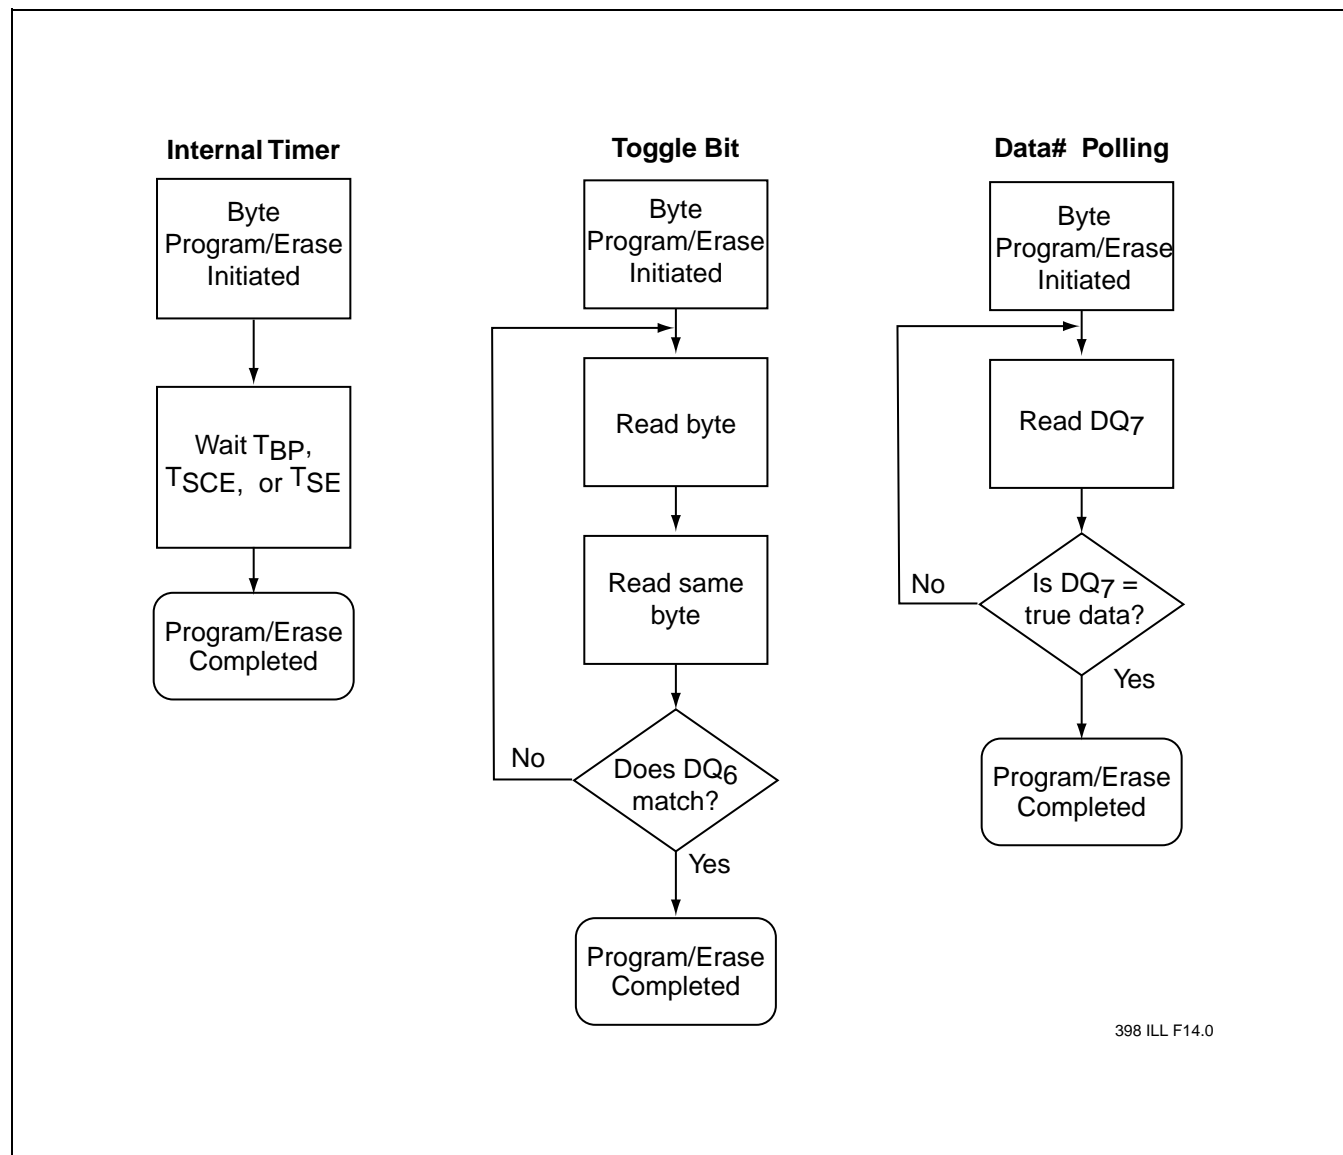 Internal Timer
Byte
Program/Erase
Initiated
Wait TBP,
TSCE, or TSE
Program/Erase
Completed
Toggle Bit
Byte
Program/Erase
Initiated
Read byte
Read same
byte
No
Does DQ6
match?
Yes
Program/Erase
Completed
Data# Polling
Byte
Program/Erase
Initiated
Read DQ7
No
Is DQ7 =
true data?
Yes
Program/Erase
Completed
398 ILL F14.0